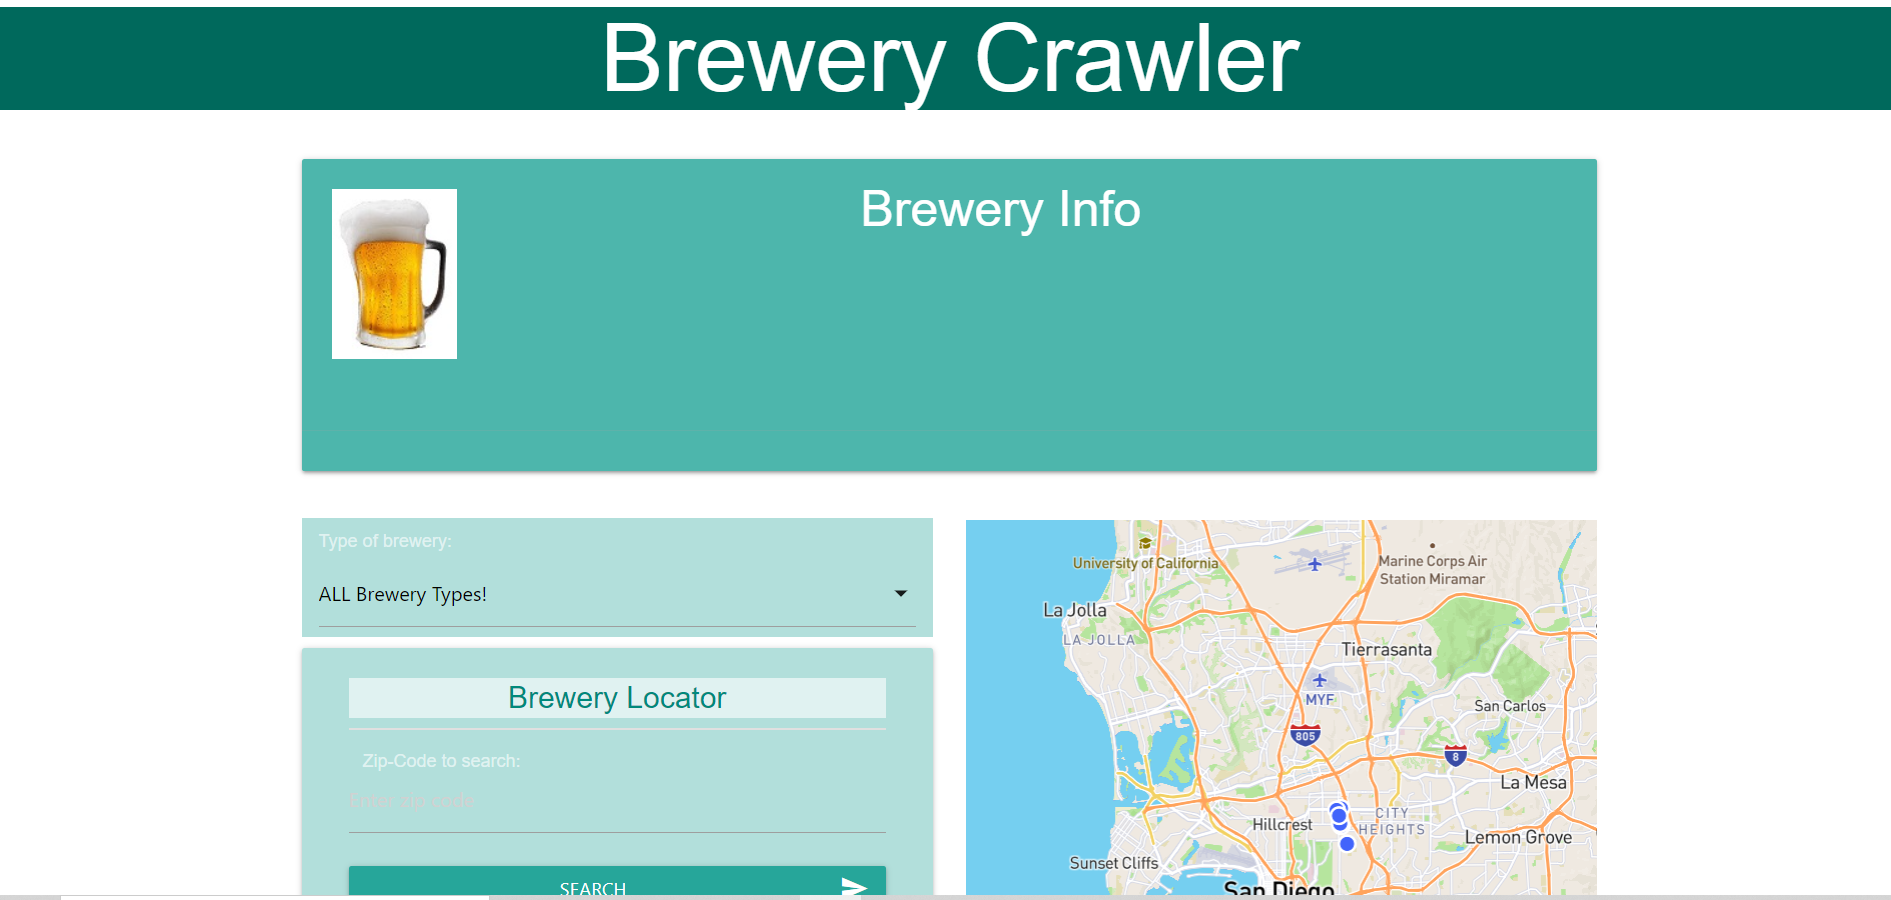 Brewery Crawler
Brewery Info
Type of brewery:
ALL Brewery Types!
Brewery Locator
Zip-Code to search:
Enter zip code
SEARCH
University of California
Marine Corps Air
Station Miramar
La Jolla
LA JOLLA
Tierrasanta
MYF
San Carlos
805
8
La Mesa
CITY
HEIGHTS
Hillcrest
Lemon Grove
Sunset Cliffs
San Diego